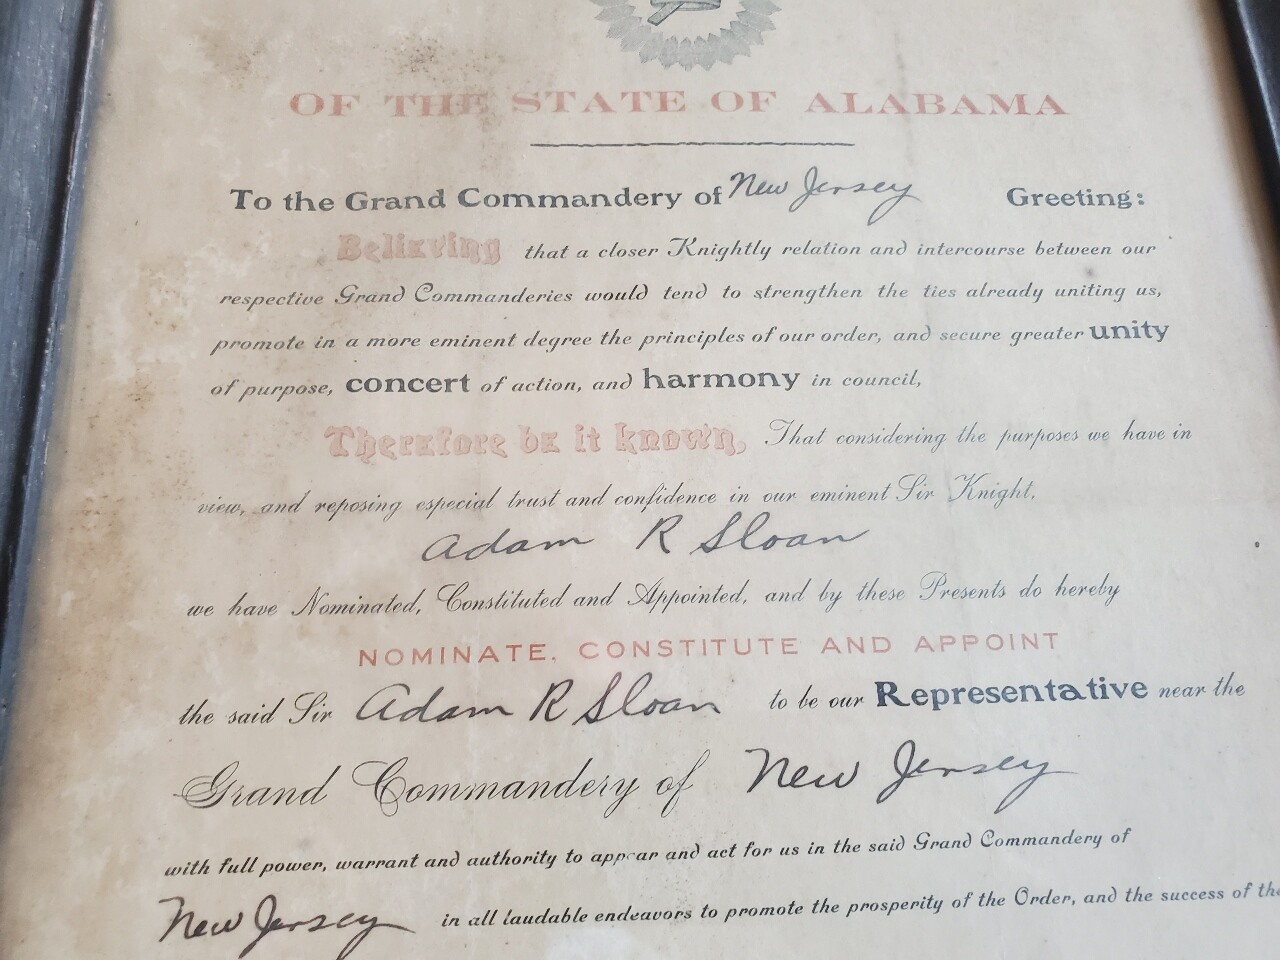 OF THE STATE OF ALABAMA
To the Grand Commandery of New Jersey Greeting:
Believing that a closer Knightly relation and intercourse between our
respective Grand Commanderies would tend to strengthen the ties already uniting us,
promote in a more eminent degree the principles of our order, and secure greater unity
of purpose, concert of action, and harmony in council,
Therefore be it known, That considering the purposes we have in
view, and reposing especial trust and confidence in our eminent Sir Knight,
Adam R Sloan
we have Nominated, Constituted and Appointed, and by these Presents do hereby
NOMINATE, CONSTITUTE AND APPOINT
the said Sir Adam R Sloan to be our Representative near the
Grand Commandery of New Jersey
with full power, warrant and authority to appear and act for us in the said Grand Commandery of
New Jersey in all laudable endeavors to promote the prosperity of the Order, and the success of the